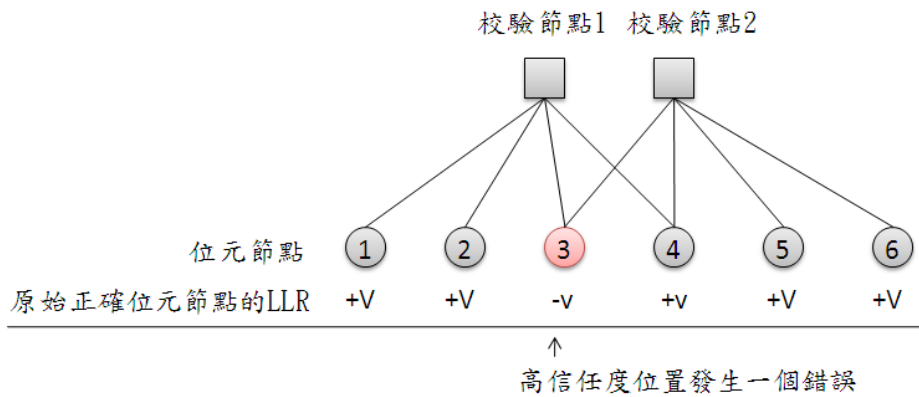 校驗節點1 校驗節點2
位元節點 1 2 3 4 5 6
原始正確位元節點的LLR +V +V -v +v +V +V
↑
高信任度位置發生一個錯誤